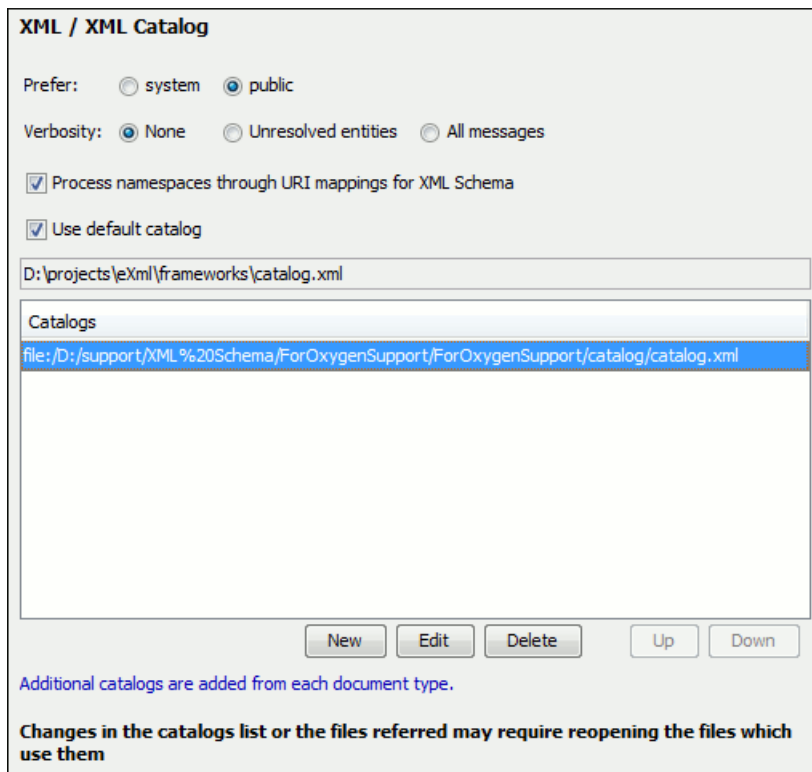 XML / XML Catalog
Prefer: system public
Verbosity: None Unresolved entities All messages
Process namespaces through URI mappings for XML Schema
Use default catalog
D:\projects\eXml\frameworks\catalog.xml
Catalogs
file:/D:/support/XML%20Schema/ForOxygenSupport/ForOxygenSupport/catalog/catalog.xml
New Edit Delete Up Down
Additional catalogs are added from each document type.
Changes in the catalogs list or the files referred may require reopening the files which
use them